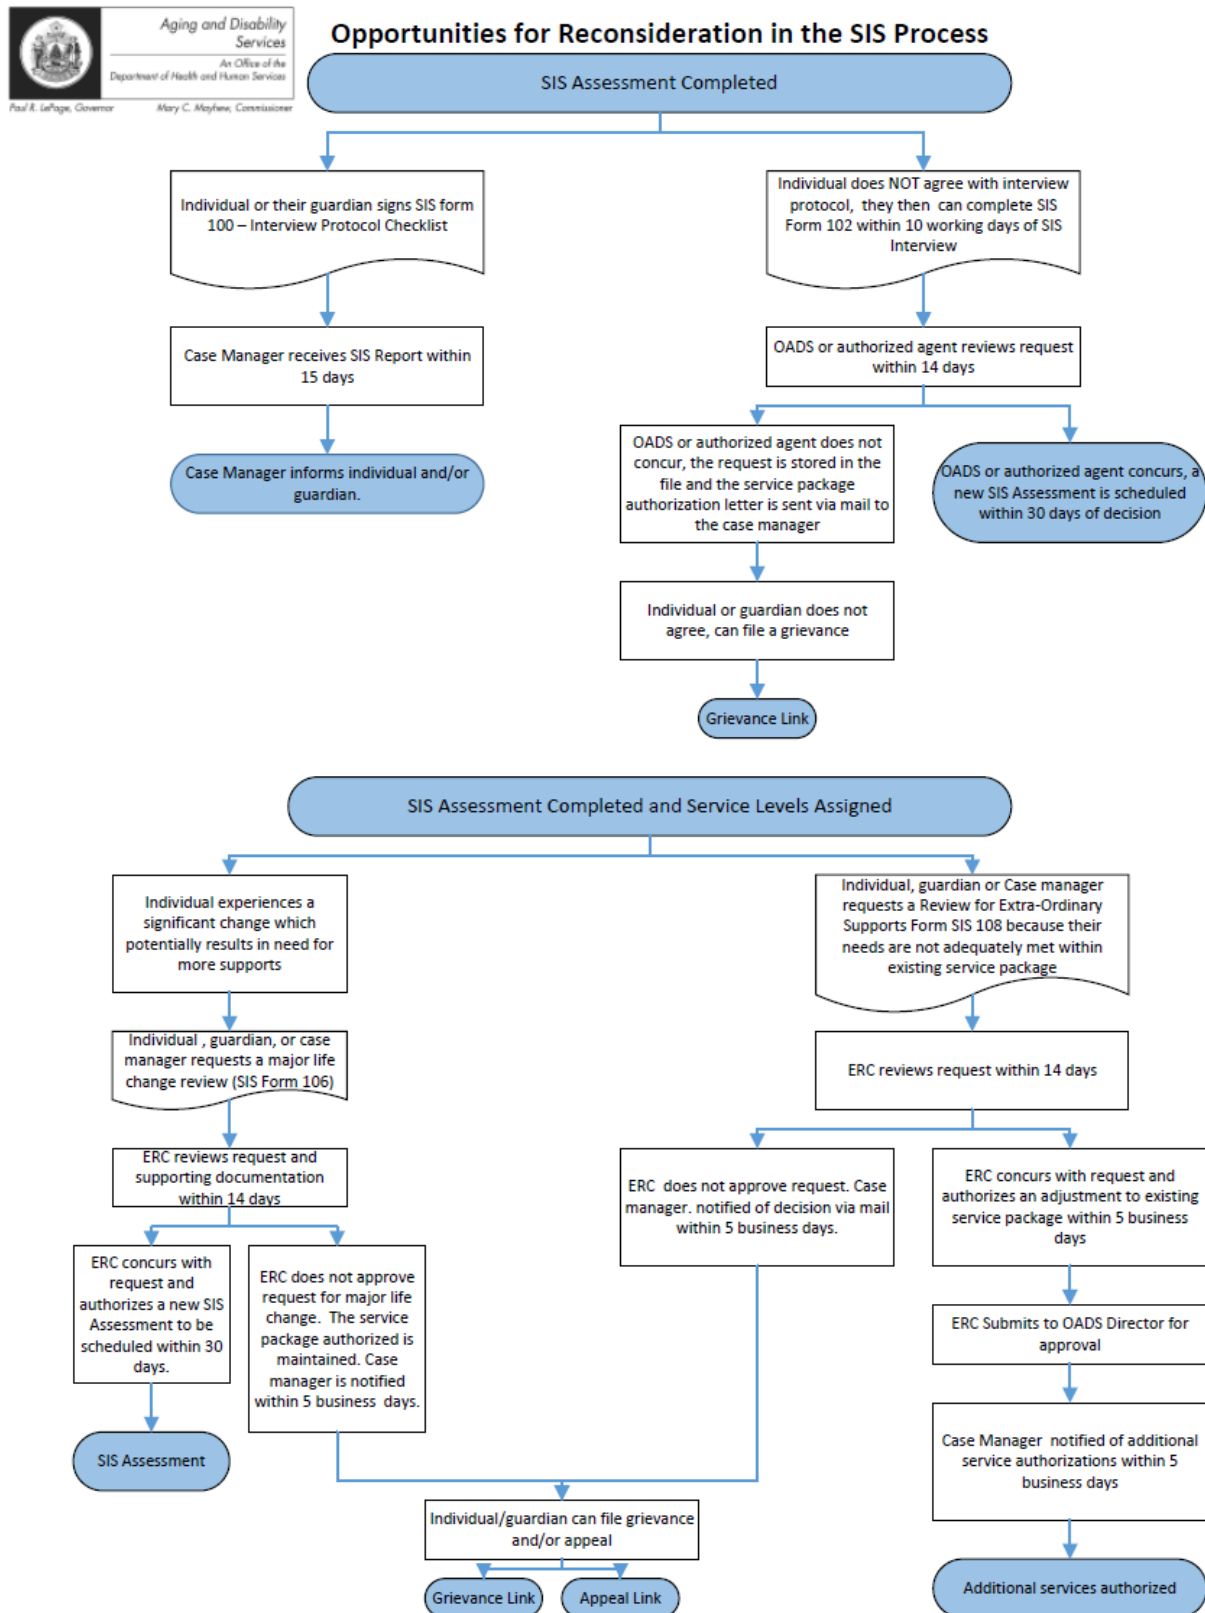 Aging and Disability
Services
An Office of the
Department of Health and Human Services
Paul R. LePage, Governor
Mary C. Mayhew, Commissioner
Opportunities for Reconsideration in the SIS Process
SIS Assessment Completed
Individual or their guardian signs SIS form
100 – Interview Protocol Checklist
Case Manager receives SIS Report within
15 days
Case Manager informs individual and/or
guardian.
Individual does NOT agree with interview
protocol, they then can complete SIS
Form 102 within 10 working days of SIS
Interview
OADS or authorized agent reviews request
within 14 days
OADS or authorized agent does not
concur, the request is stored in the
file and the service package
authorization letter is sent via mail to
the case manager
OADS or authorized agent concurs, a
new SIS Assessment is scheduled
within 30 days of decision
Individual or guardian does not
agree, can file a grievance
Grievance Link
SIS Assessment Completed and Service Levels Assigned
Individual experiences a
significant change which
potentially results in need for
more supports
Individual , guardian, or case
manager requests a major life
change review (SIS Form 106)
ERC reviews request and
supporting documentation
within 14 days
ERC concurs with
request and
authorizes a new SIS
Assessment to be
scheduled within 30
days.
SIS Assessment
ERC does not approve
request for major life
change. The service
package authorized is
maintained. Case
manager is notified
within 5 business days.
Individual, guardian or Case manager
requests a Review for Extra-Ordinary
Supports Form SIS 108 because their
needs are not adequately met within
existing service package
ERC reviews request within 14 days
ERC does not approve request. Case
manager. notified of decision via mail
within 5 business days.
ERC concurs with request and
authorizes an adjustment to existing
service package within 5 business
days
ERC Submits to OADS Director for
approval
Case Manager notified of additional
service authorizations within 5
business days
Additional services authorized
Individual/guardian can file grievance
and/or appeal
Grievance Link
Appeal Link